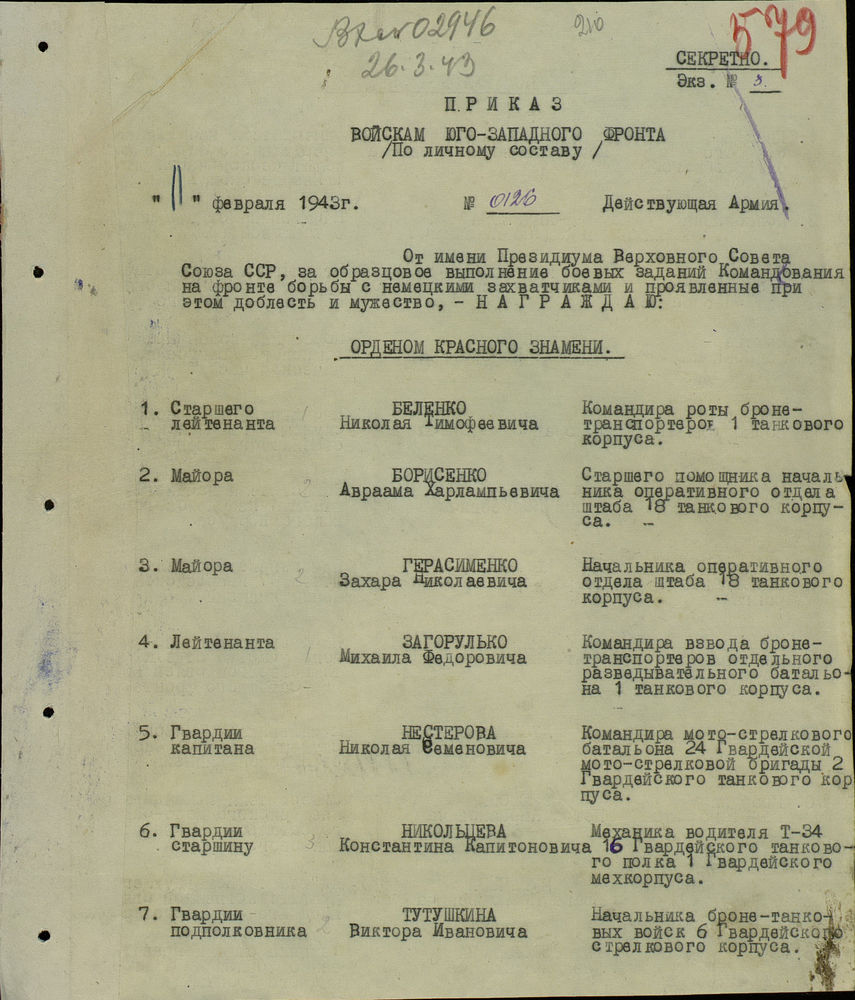 Вх№ 02946
210
579
26.3.43
СЕКРЕТНО.
Экз. № 3.
П Р И К А З
ВОЙСКАМ ЮГО-ЗАПАДНОГО ФРОНТА
/По личному составу /
" 11 " февраля 1943г. № 0126 Действующая Армия.
От имени Президиума Верховного Совета
Союза ССР, за образцовое выполнение боевых заданий Командования
на фронте борьбы с немецкими захватчиками и проявленные при
этом доблесть и мужество, - Н А Г Р А Ж Д А Ю:
ОРДЕНОМ КРАСНОГО ЗНАМЕНИ.
1. Старшего БЕЛЕНКО Командира роты броне-
лейтенанта Николая Тимофеевича транспортеров 1 танкового
корпуса.
2. Майора БОРИСЕНКО Старшего помощника началь-
Авраама Харлампьевича ника оперативного отдела
штаба 18 танкового корпу-
са.
3. Майора ГЕРАСИМЕНКО Начальника оперативного
Захара Николаевича отдела штаба 18 танкового
корпуса.
4. Лейтенанта ЗАГОРУЛЬКО Командира взвода броне-
Михаила Федоровича транспортеров отдельного
разведывательного батальо-
на 1 танкового корпуса.
5. Гвардии НЕСТЕРОВА Командира мото-стрелкового
капитана Николая Семеновича батальона 24 Гвардейской
мото-стрелковой бригады 2
Гвардейского танкового кор
пуса.
6. Гвардии НИКОЛЬЦЕВА Механика водителя Т-34
старшину Константина Капитоновича 16 Гвардейского танково-
го полка 1 Гвардейского
мехкорпуса.
7. Гвардии ТУТУШКИНА Начальника броне-танко-
подполковника Виктора Ивановича вых войск 6 Гвардейского
стрелкового корпуса.